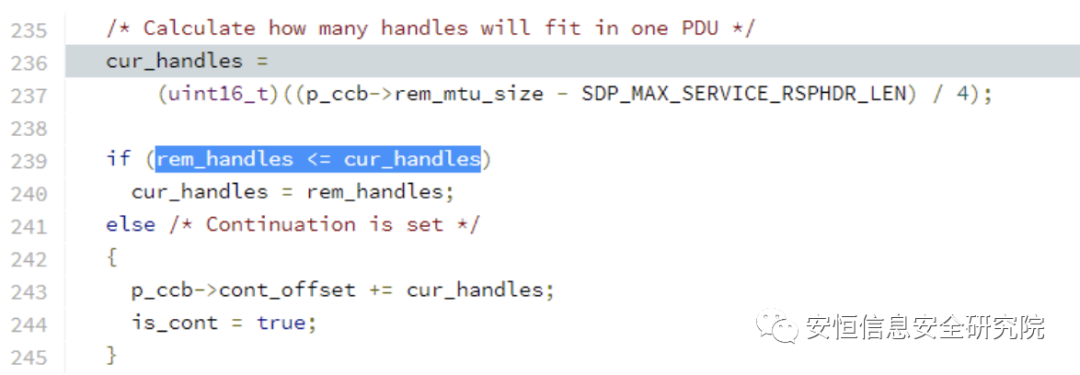 235 /* Calculate how many handles will fit in one PDU */
236 cur_handles =
237 (uint16_t)((p_ccb->rem_mtu_size - SDP_MAX_SERVICE_RSPHDR_LEN) / 4);
238
239 if (rem_handles <= cur_handles)
240 cur_handles = rem_handles;
241 else /* Continuation is set */
242 {
243 p_ccb->cont_offset += cur_handles;
244 is_cont = true;
245 }
安恒信息安全研究院